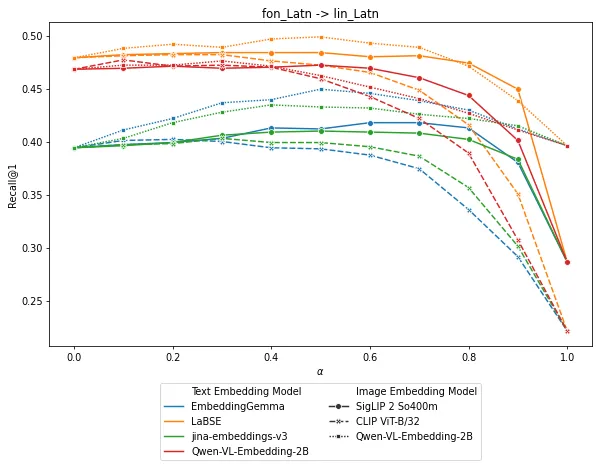 fon_Latn -> lin_Latn
Recall@1
0.50
0.45
0.40
0.35
0.30
0.25
0.0 0.2 0.4 0.6 0.8 1.0
α
Text Embedding Model Image Embedding Model
EmbeddingGemma SigLIP 2 So400m
LaBSE CLIP ViT-B/32
jina-embeddings-v3 Qwen-VL-Embedding-2B
Qwen-VL-Embedding-2B